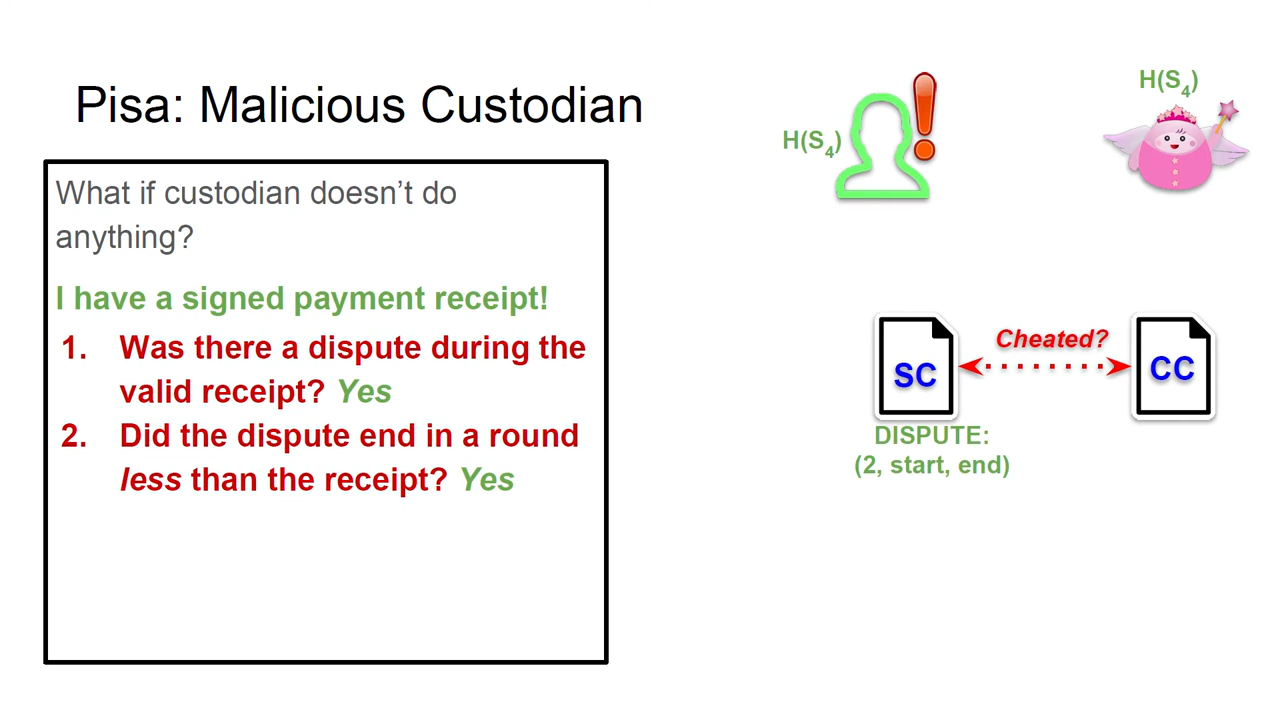 Pisa: Malicious Custodian
What if custodian doesn’t do
anything?
I have a signed payment receipt!
1. Was there a dispute during the
valid receipt? Yes
2. Did the dispute end in a round
less than the receipt? Yes
H(S4)
H(S4)
Cheated?
SC
CC
DISPUTE:
(2, start, end)